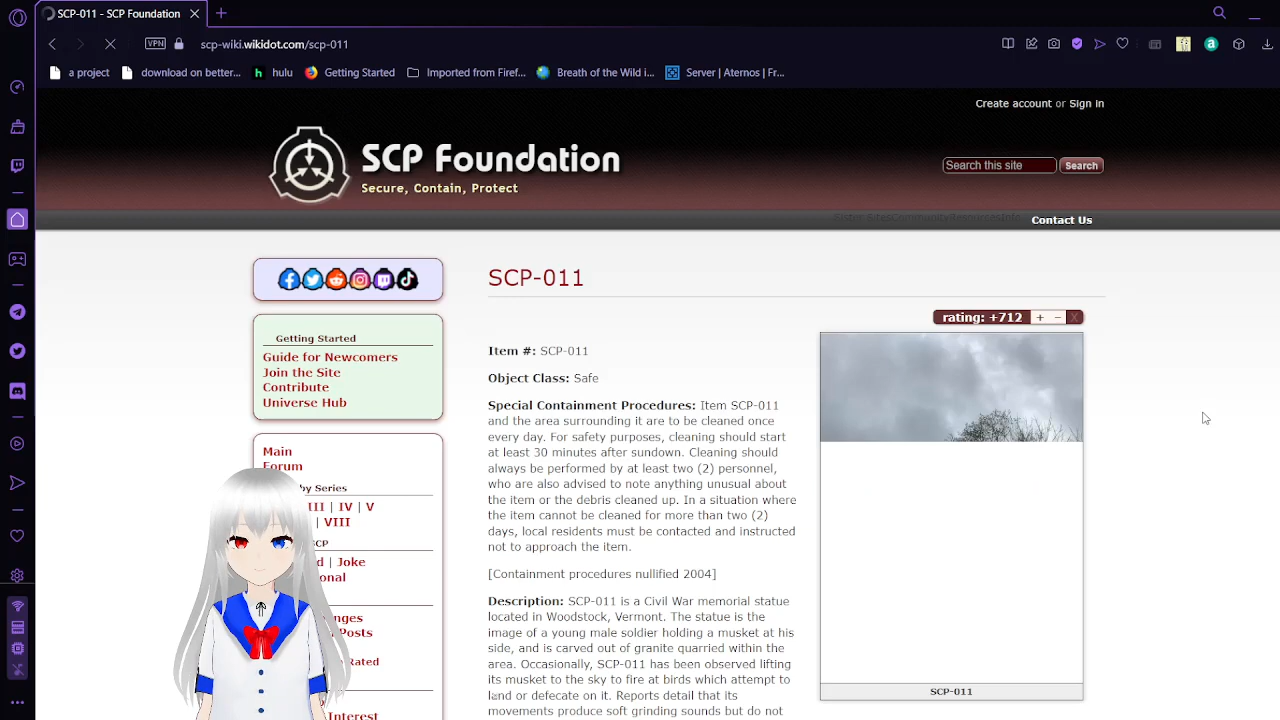 SCP-011 - SCP Foundation
VPN
scp-wiki.wikidot.com/scp-011
a project
download on better...
hulu
Getting Started
Imported from Firef...
Breath of the Wild i...
Server | Aternos | Fr...
Create account or Sign in
SCP Foundation
Secure, Contain, Protect
Search this site
Search
Sister SitesCommunityResourcesInfo
Contact Us
SCP-011
rating: +712 + − X
Getting Started
Guide for Newcomers
Join the Site
Contribute
Universe Hub
Main
Forum
by Series
III | IV | V
| VIII
SCP
d | Joke
onal
nges
Posts
Rated
Interest
Item #: SCP-011
Object Class: Safe
Special Containment Procedures: Item SCP-011
and the area surrounding it are to be cleaned once
every day. For safety purposes, cleaning should start
at least 30 minutes after sundown. Cleaning should
always be performed by at least two (2) personnel,
who are also advised to note anything unusual about
the item or the debris cleaned up. In a situation where
the item cannot be cleaned for more than two (2)
days, local residents must be contacted and instructed
not to approach the item.
[Containment procedures nullified 2004]
Description: SCP-011 is a Civil War memorial statue
located in Woodstock, Vermont. The statue is the
image of a young male soldier holding a musket at his
side, and is carved out of granite quarried within the
area. Occasionally, SCP-011 has been observed lifting
its musket to the sky to fire at birds which attempt to
land or defecate on it. Reports detail that its
movements produce soft grinding sounds but do not
SCP-011